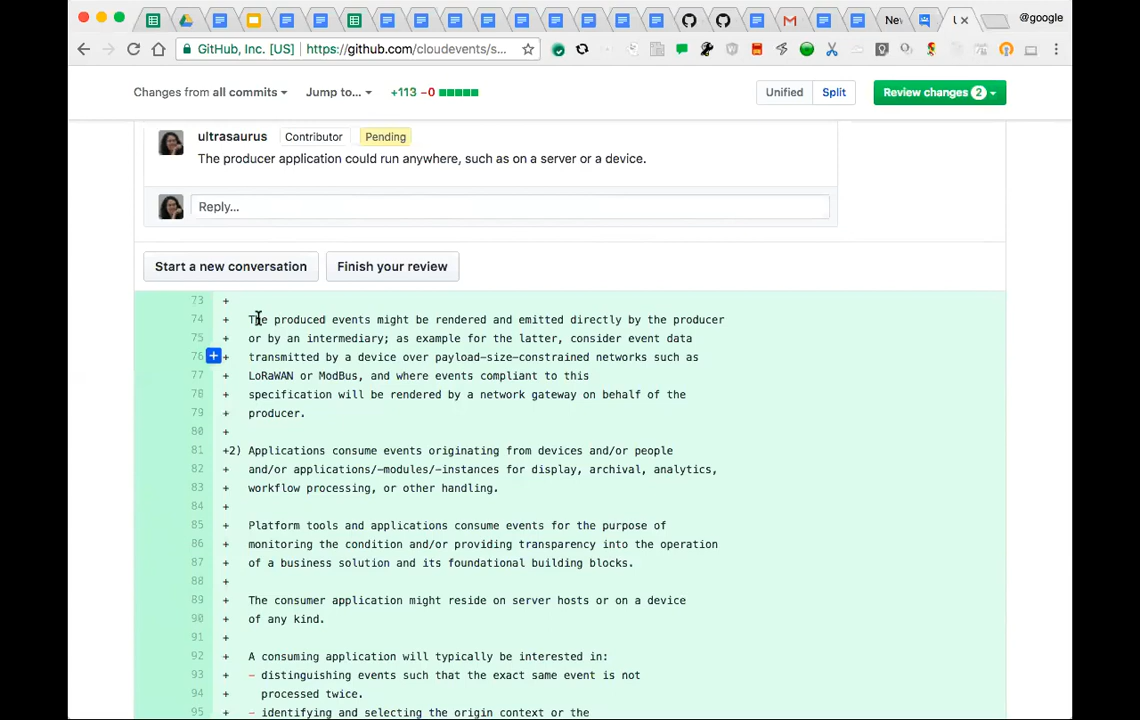 Nev
@google
GitHub, Inc. [US]
https://github.com/cloudevents/s...
Changes from all commits
Jump to...
+113 −0
Unified
Split
Review changes 2
ultrasaurus
Contributor
Pending
The producer application could run anywhere, such as on a server or a device.
Reply...
Start a new conversation
Finish your review
73 +
74 + The produced events might be rendered and emitted directly by the producer
75 + or by an intermediary; as example for the latter, consider event data
76 + transmitted by a device over payload-size-constrained networks such as
77 + LoRaWAN or ModBus, and where events compliant to this
78 + specification will be rendered by a network gateway on behalf of the
79 + producer.
80 +
81 +2) Applications consume events originating from devices and/or people
82 + and/or applications/-modules/-instances for display, archival, analytics,
83 + workflow processing, or other handling.
84 +
85 + Platform tools and applications consume events for the purpose of
86 + monitoring the condition and/or providing transparency into the operation
87 + of a business solution and its foundational building blocks.
88 +
89 + The consumer application might reside on server hosts or on a device
90 + of any kind.
91 +
92 + A consuming application will typically be interested in:
93 + - distinguishing events such that the exact same event is not
94 + processed twice.
95 + - identifying and selecting the origin context or the